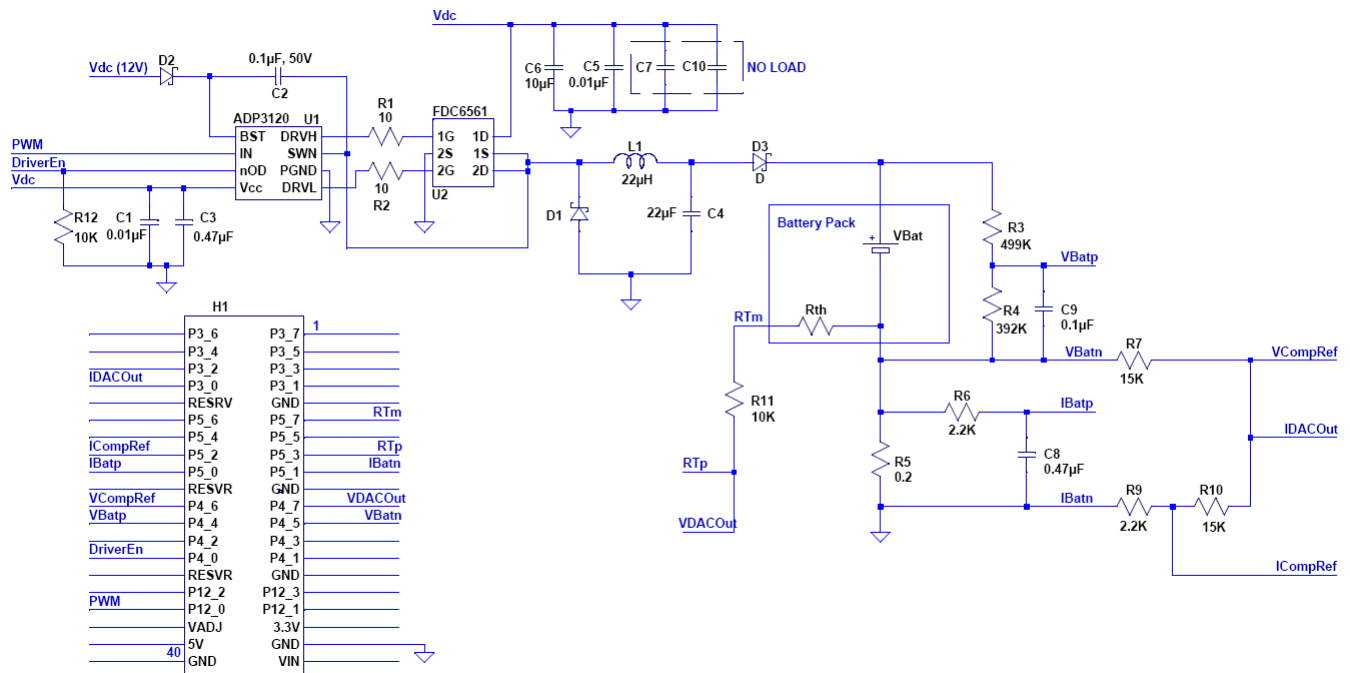 Vdc
Vdc (12V)
D2
0.1µF, 50V
C2
C6
10µF
C5
0.01µF
C7
C10
NO LOAD
ADP3120
U1
BST
DRVH
IN
SWN
nOD
PGND
Vcc
DRVL
PWM
DriverEn
Vdc
R1
10
10
R2
FDC6561
1G
1D
2S
1S
2G
2D
U2
R12
10K
C1
0.01µF
C3
0.47µF
L1
22µH
D1
22µF
C4
D3
D
Battery Pack
+
VBat
Rth
RTm
R11
10K
RTp
VDACOut
R3
499K
VBatp
R4
392K
C9
0.1µF
VBatn
R7
15K
VCompRef
R6
2.2K
IBatp
IDACOut
R5
0.2
C8
0.47µF
IBatn
R9
2.2K
R10
15K
ICompRef
H1
1
P3_6 P3_7
P3_4 P3_5
P3_2 P3_3
IDACOut P3_0 P3_1
RESRV GND
P5_6 P5_7 RTm
P5_4 P5_5
ICompRef P5_2 P5_3 RTp
IBatp P5_0 P5_1 IBatn
RESVR GND
VCompRef P4_6 P4_7 VDACOut
VBatp P4_4 P4_5 VBatn
P4_2 P4_3
DriverEn P4_0 P4_1
RESVR GND
P12_2 P12_3
PWM P12_0 P12_1
VADJ 3.3V
5V GND
40 GND VIN